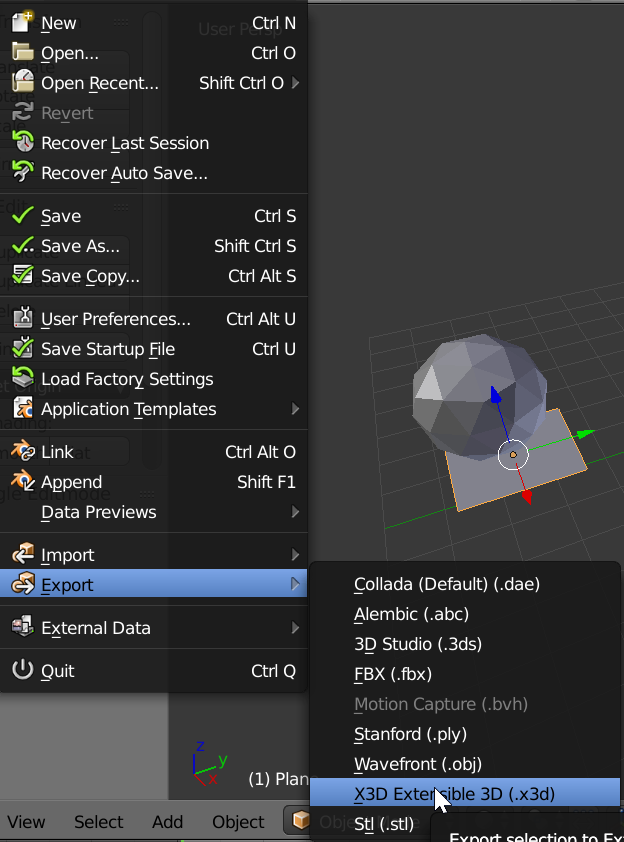 New Ctrl N
User Persp
Open... Ctrl O
Open Recent... Shift Ctrl O
Revert
Recover Last Session
Recover Auto Save...
Save Ctrl S
Save As... Shift Ctrl S
Save Copy... Ctrl Alt S
User Preferences... Ctrl Alt U
Save Startup File Ctrl U
Load Factory Settings
Application Templates
Link Ctrl Alt O
Append Shift F1
Editmode
Data Previews
Import
Export
External Data
Quit Ctrl Q
Collada (Default) (.dae)
Alembic (.abc)
3D Studio (.3ds)
FBX (.fbx)
Motion Capture (.bvh)
Stanford (.ply)
Wavefront (.obj)
X3D Extensible 3D (.x3d)
Stl (.stl)
Export selection to Ex
z
y
x
(1) Plan
View Select Add Object